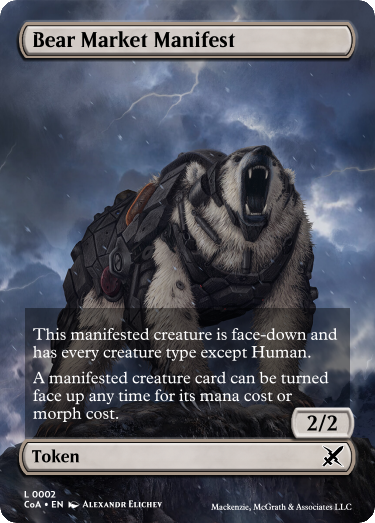 Bear Market Manifest
This manifested creature is face-down and
has every creature type except Human.
A manifested creature card can be turned
face up any time for its mana cost or
morph cost.
2/2
Token
L 0002
CoA • EN Alexandr Elichev
Mackenzie, McGrath & Associates LLC